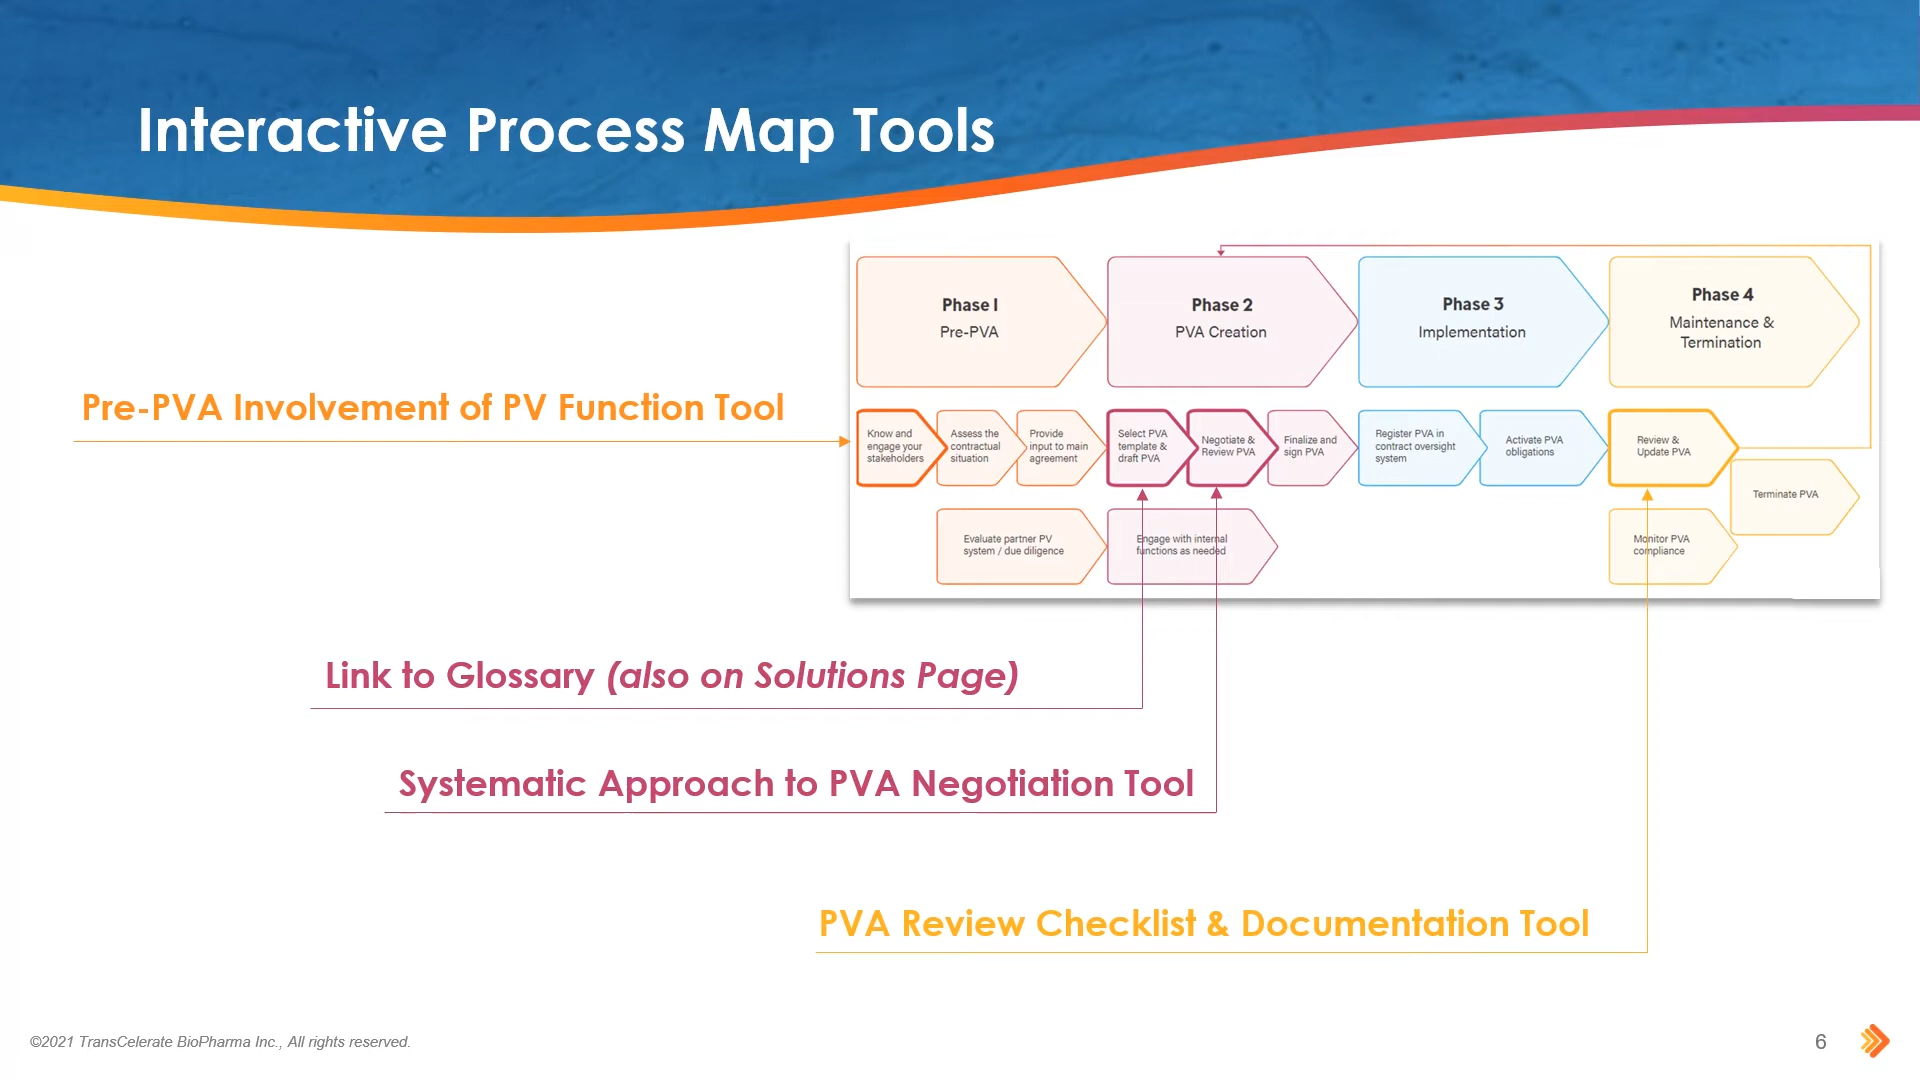 Interactive Process Map Tools
Phase I
Pre-PVA
Phase 2
PVA Creation
Phase 3
Implementation
Phase 4
Maintenance &
Termination
Pre-PVA Involvement of PV Function Tool
Know and
engage your
stakeholders
Assess the
contractual
situation
Provide
input to main
agreement
Select PVA
template &
draft PVA
Negotiate &
Review PVA
Finalize and
sign PVA
Register PVA in
contract oversight
system
Activate PVA
obligations
Review &
Update PVA
Terminate PVA
Evaluate partner PV
system / due diligence
Engage with internal
functions as needed
Monitor PVA
compliance
Link to Glossary (also on Solutions Page)
Systematic Approach to PVA Negotiation Tool
PVA Review Checklist & Documentation Tool
©2021 TransCelerate BioPharma Inc., All rights reserved.
6